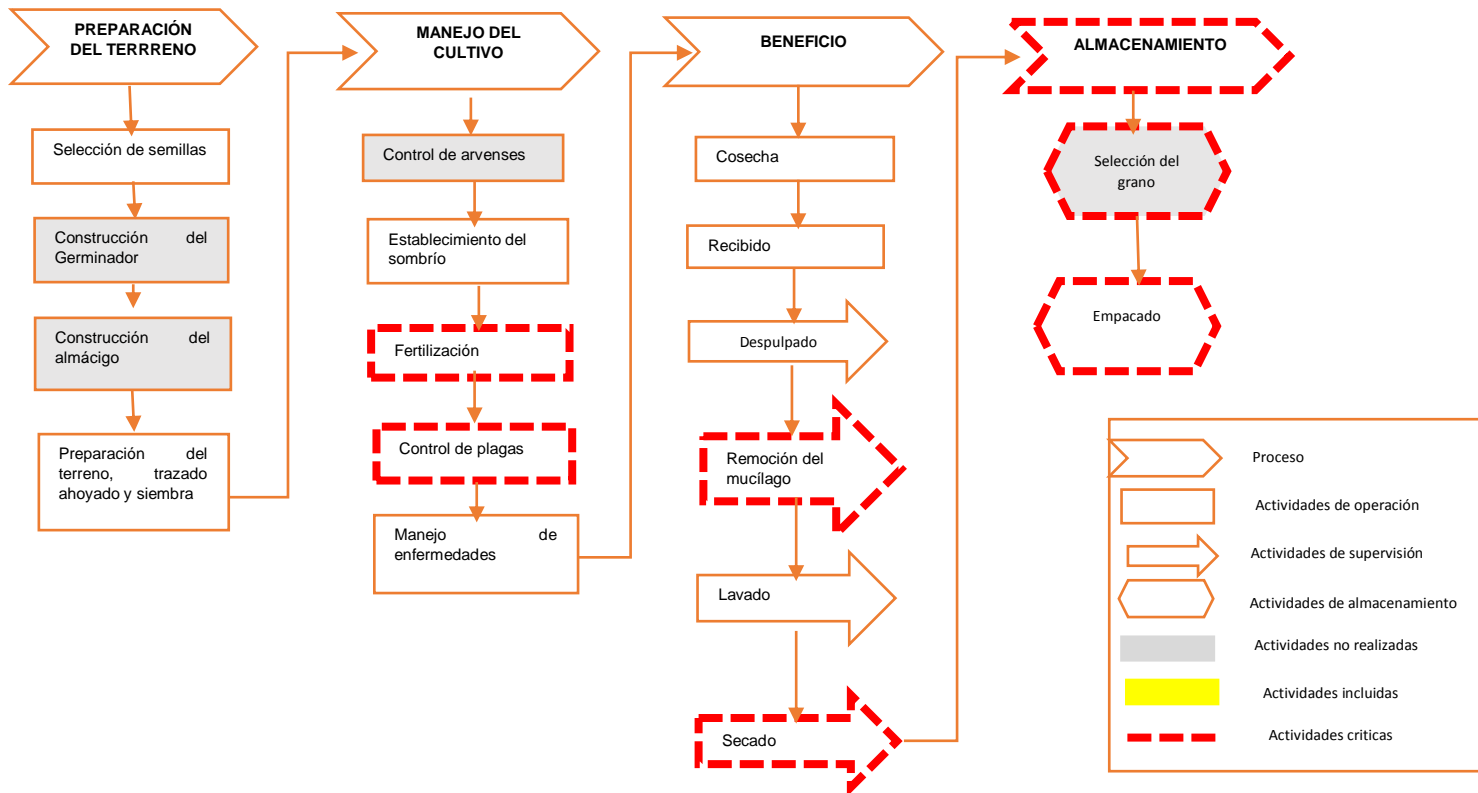 PREPARACIÓN
DEL TERRRENO
Selección de semillas
Construcción del
Germinador
Construcción del
almácigo
Preparación del
terreno, trazado
ahoyado y siembra
MANEJO DEL
CULTIVO
Control de arvenses
Establecimiento del
sombrío
Fertilización
Control de plagas
Manejo de
enfermedades
BENEFICIO
Cosecha
Recibido
Despulpado
Remoción del
mucílago
Lavado
Secado
ALMACENAMIENTO
Selección del
grano
Empacado
Proceso
Actividades de operación
Actividades de supervisión
Actividades de almacenamiento
Actividades no realizadas
Actividades incluidas
Actividades criticas